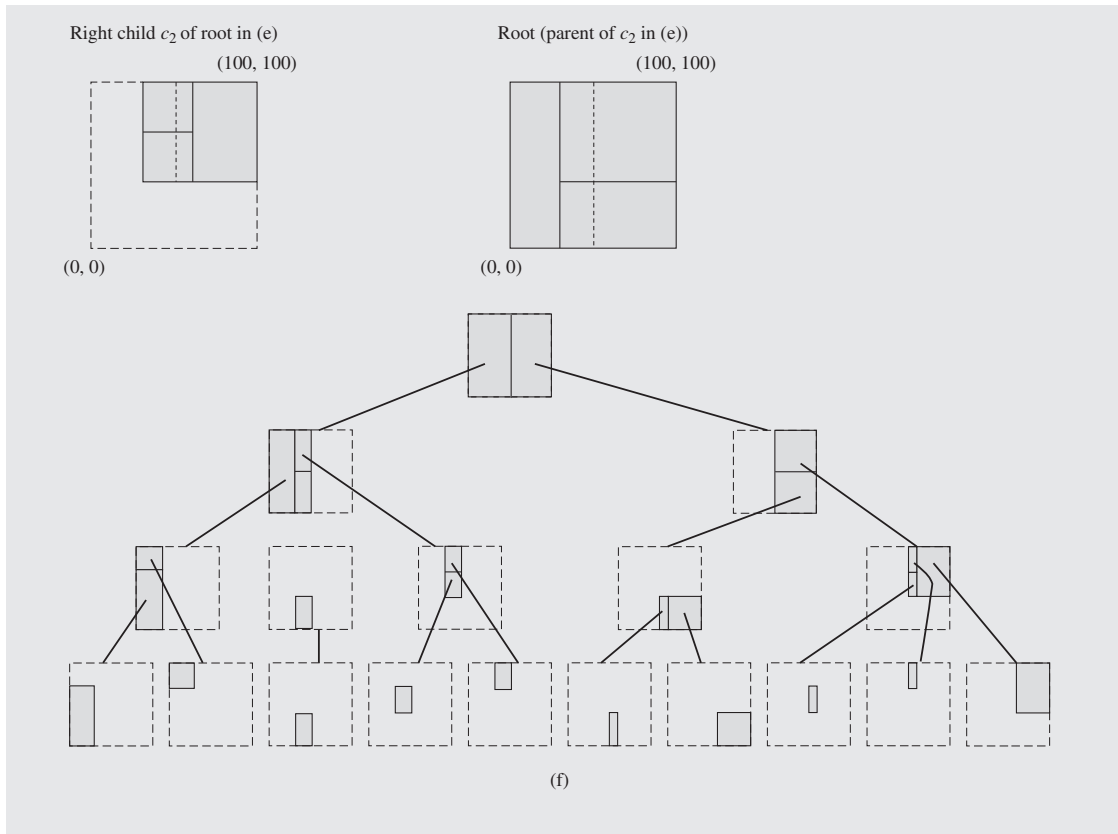 Right child c2 of root in (e)
(100, 100)
(0, 0)
Root (parent of c2 in (e))
(100, 100)
(0, 0)
(f)